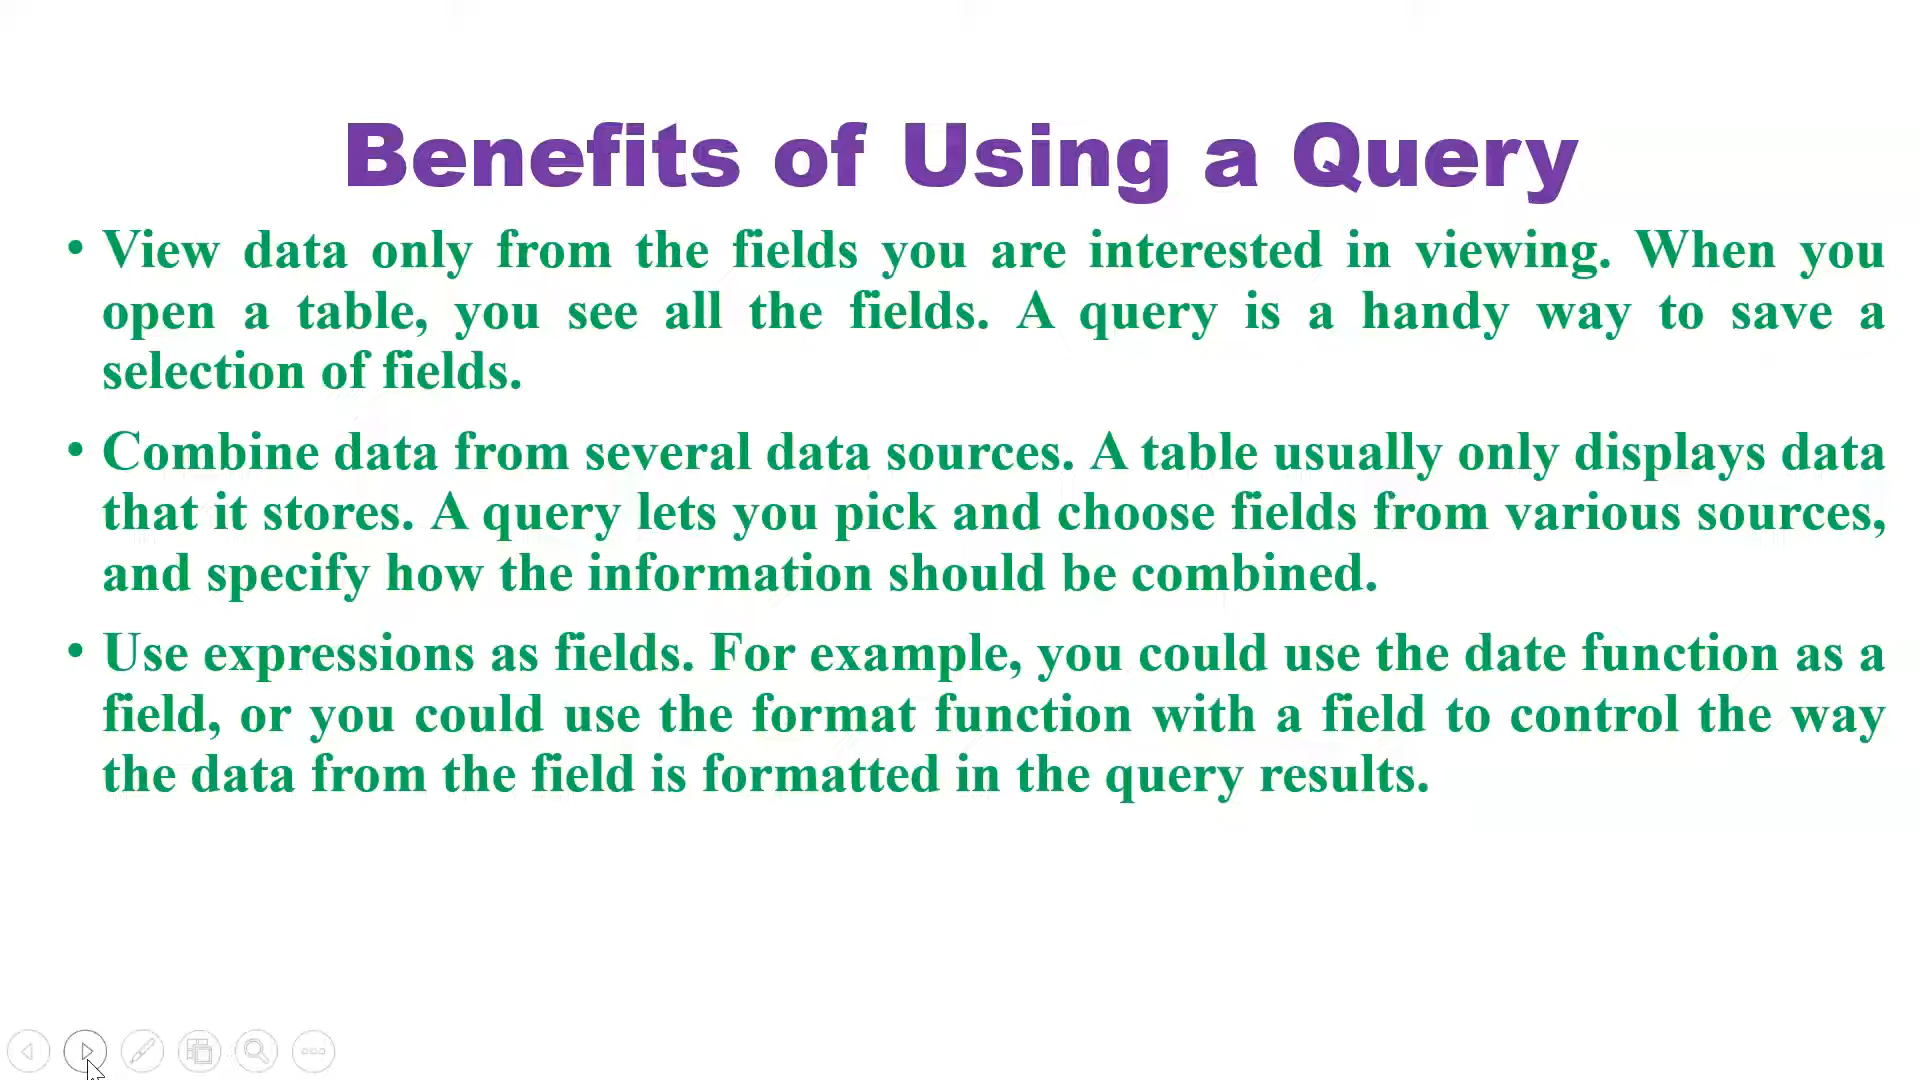 Benefits of Using a Query
• View data only from the fields you are interested in viewing. When you
open a table, you see all the fields. A query is a handy way to save a
selection of fields.
• Combine data from several data sources. A table usually only displays data
that it stores. A query lets you pick and choose fields from various sources,
and specify how the information should be combined.
• Use expressions as fields. For example, you could use the date function as a
field, or you could use the format function with a field to control the way
the data from the field is formatted in the query results.